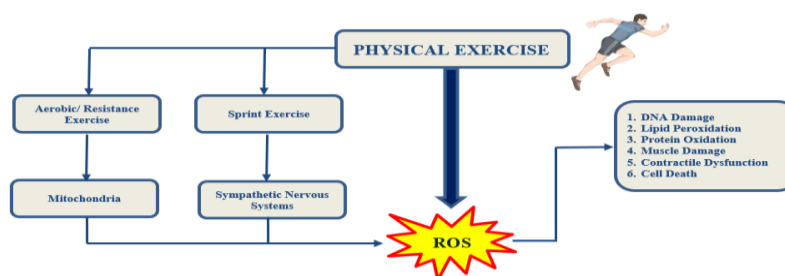 PHYSICAL EXERCISE
Aerobic/ Resistance
Exercise
Sprint Exercise
1. DNA Damage
2. Lipid Peroxidation
3. Protein Oxidation
4. Muscle Damage
5. Contractile Dysfunction
6. Cell Death
Mitochondria
Sympathetic Nervous
Systems
ROS